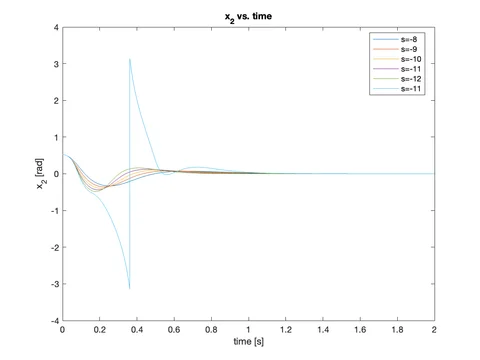 x₂ vs. time
s=-8
s=-9
s=-10
s=-11
s=-12
s=-11
4
3
2
1
0
-1
-2
-3
-4
x₂ [rad]
0 0.2 0.4 0.6 0.8 1 1.2 1.4 1.6 1.8 2
time [s]